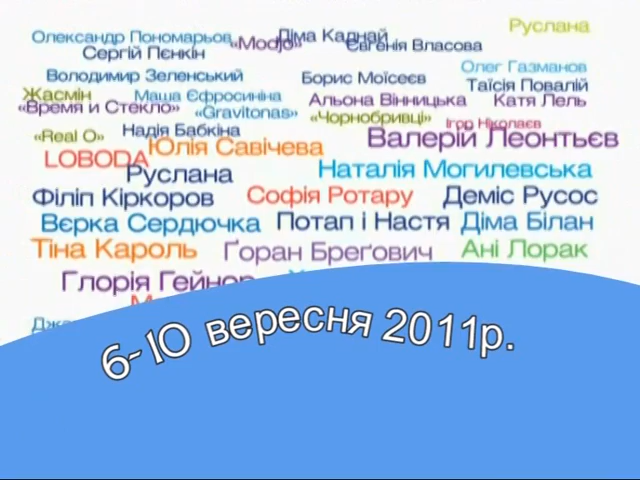 Руслана
Олександр Пономарьов «Modjo» Діма Каднай
Сергій Пєнкін Євгенія Власова
Олег Газманов
Володимир Зеленський Борис Моїсеєв Таїсія Повалій
Жасмін Маша Єфросиніна Альона Вінницька Катя Лель
«Время и Стекло» «Gravitonas» «Чорнобривці» Ігор Ніколаєв
«Real O» Надія Бабкіна Валерій Леонтьєв
LOBODA Юлія Савічева
Руслана Наталія Могилевська
Філіп Кіркоров Софія Ротару Деміс Русос
Вєрка Сердючка Потап і Настя Діма Білан
Тіна Кароль Ґоран Бреґович Ані Лорак
Глорія Гейнор
6-10 вересня 2011р.